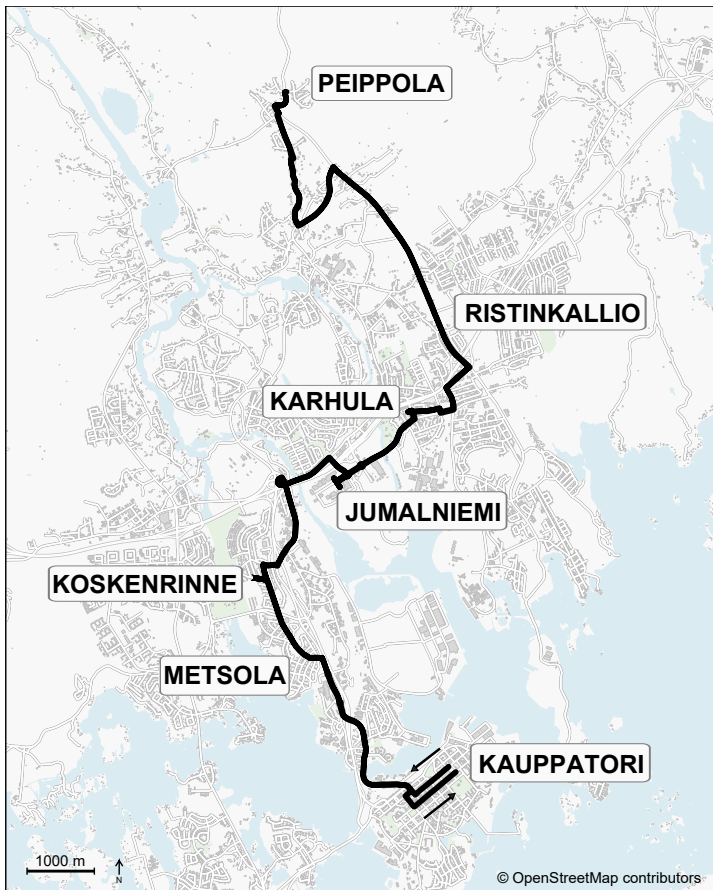 PEIPPOLA
RISTINKALLIO
KARHULA
JUMALNIEMI
KOSKENRINNE
METSOLA
KAUPPATORI
1000 m
N
© OpenStreetMap contributors